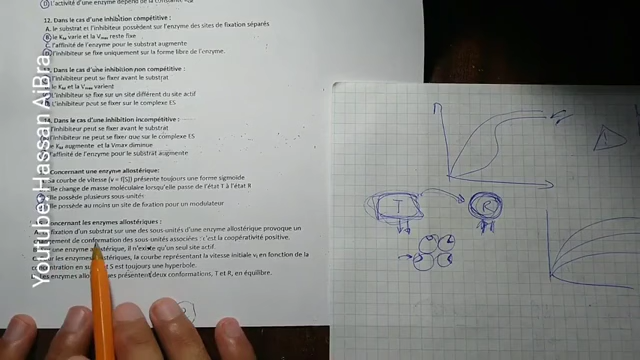 D L'activité d'une enzyme dépend de la constante
12. Dans le cas d'une inhibition compétitive :
A. le substrat et l'inhibiteur possèdent sur l'enzyme des sites de fixation séparés
B le KM varie et la Vmax reste fixe
C. l'affinité de l'enzyme pour le substrat augmente
D. l'inhibiteur se fixe uniquement sur la forme libre de l'enzyme.
Dans le cas d'une inhibition non compétitive :
l'inhibiteur peut se fixer avant le substrat
le KM et la Vmax varient
l'inhibiteur se fixe sur un site différent du site actif
l'inhibiteur peut se fixer sur le complexe ES
14. Dans le cas d'une inhibition incompétitive :
l'inhibiteur peut se fixer avant le substrat
l'inhibiteur ne peut se fixer que sur le complexe ES
le KM augmente et la Vmax diminue
l'affinité de l'enzyme pour le substrat augmente
Concernant une enzyme allostérique :
sa courbe de vitesse (v = f[S]) présente toujours une forme sigmoïde
elle change de masse moléculaire lorsqu'elle passe de l'état T à l'état R
elle possède plusieurs sous-unités
elle possède au moins un site de fixation pour un modulateur
Concernant les enzymes allostériques :
A. la fixation d'un substrat sur une des sous-unités d'une enzyme allostérique provoque un
changement de conformation des sous-unités associées : c'est la coopérativité positive.
une enzyme allostérique, il n'existe qu'un seul site actif.
les enzymes allostériques, la courbe représentant la vitesse initiale vi en fonction de la
concentration en substrat S est toujours une hyperbole.
Les enzymes allostériques présentent deux conformations, T et R, en équilibre.
T
R
Youtube: Hassan AiBra